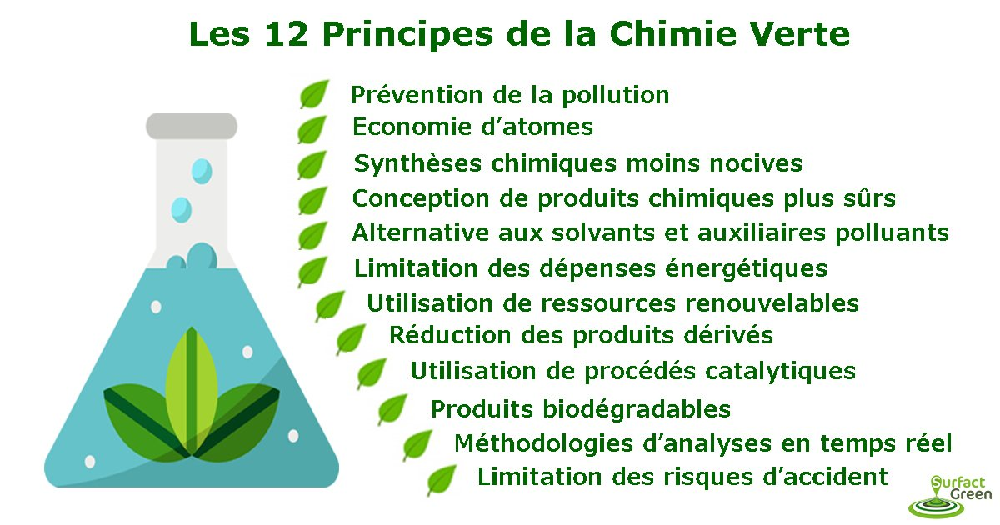 Les 12 Principes de la Chimie Verte
Prévention de la pollution
Economie d’atomes
Synthèses chimiques moins nocives
Conception de produits chimiques plus sûrs
Alternative aux solvants et auxiliaires polluants
Limitation des dépenses énergétiques
Utilisation de ressources renouvelables
Réduction des produits dérivés
Utilisation de procédés catalytiques
Produits biodégradables
Méthodologies d’analyses en temps réel
Limitation des risques d’accident
Surfact
Green